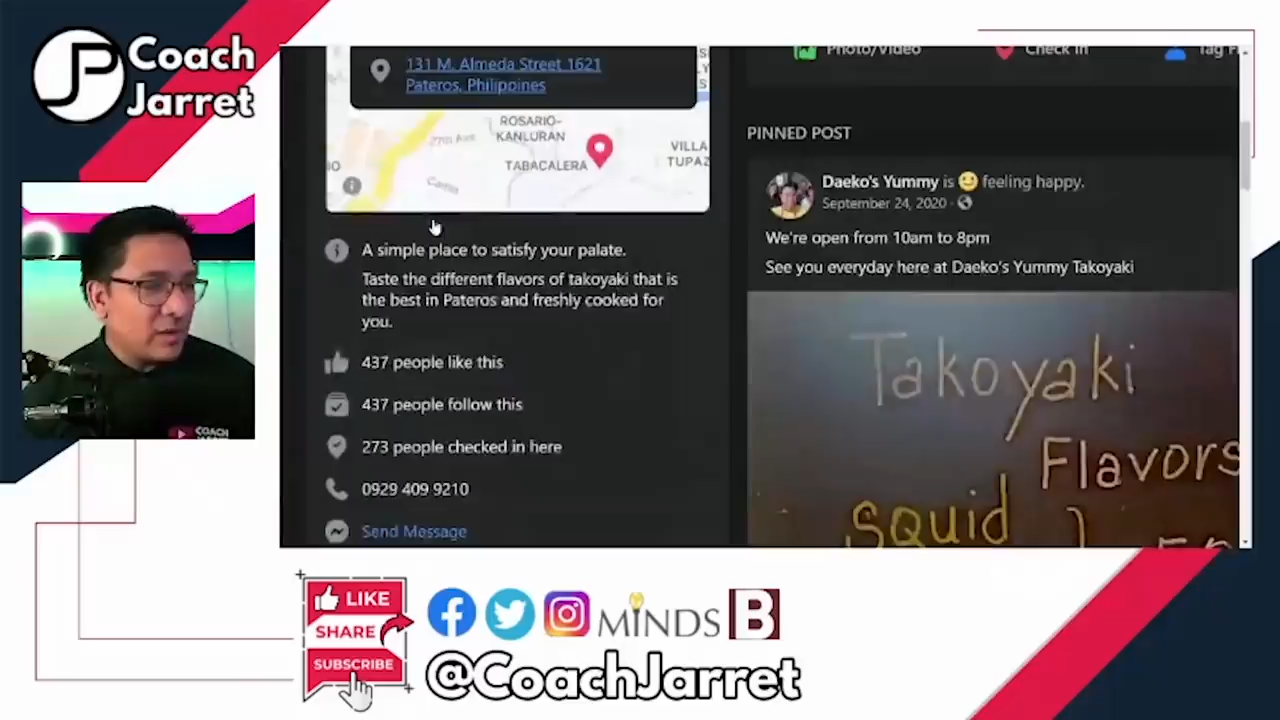 Coach
Jarret
131 M. Almeda Street 1621
Pateros, Philippines
ROSARIO-
KANLURAN
27th Ave
TABACALERA
VILLA
TUPAZ
A simple place to satisfy your palate.
Taste the different flavors of takoyaki that is
the best in Pateros and freshly cooked for
you.
437 people like this
437 people follow this
273 people checked in here
0929 409 9210
Send Message
Photo/Video
Check in
Tag
PINNED POST
Daeko's Yummy is feeling happy.
September 24, 2020
We're open from 10am to 8pm
See you everyday here at Daeko's Yummy Takoyaki
Takoyaki
Flavors
Squid
COACH
LIKE
SHARE
SUBSCRIBE
MINDS B
@CoachJarret